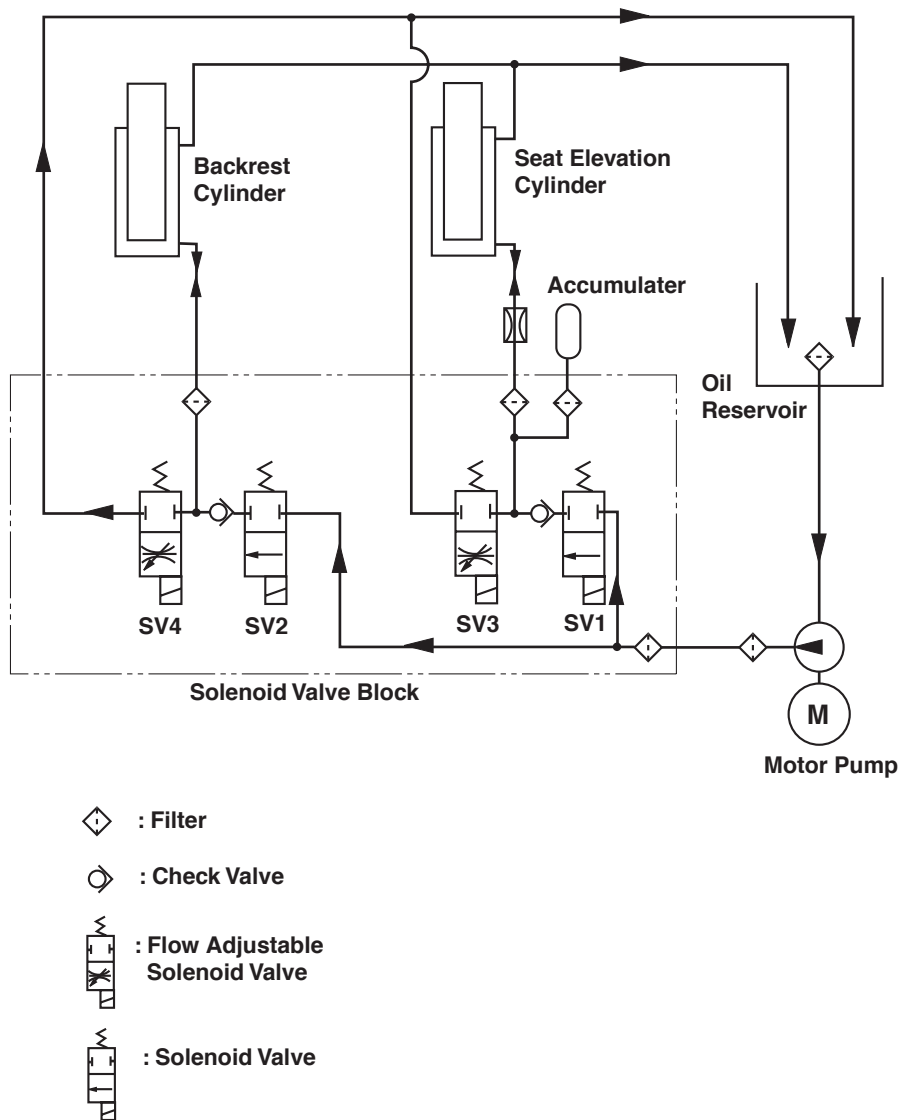 Backrest
Cylinder
Seat Elevation
Cylinder
Accumulater
Oil
Reservoir
SV4
SV2
SV3
SV1
Solenoid Valve Block
M
Motor Pump
: Filter
: Check Valve
: Flow Adjustable
Solenoid Valve
: Solenoid Valve